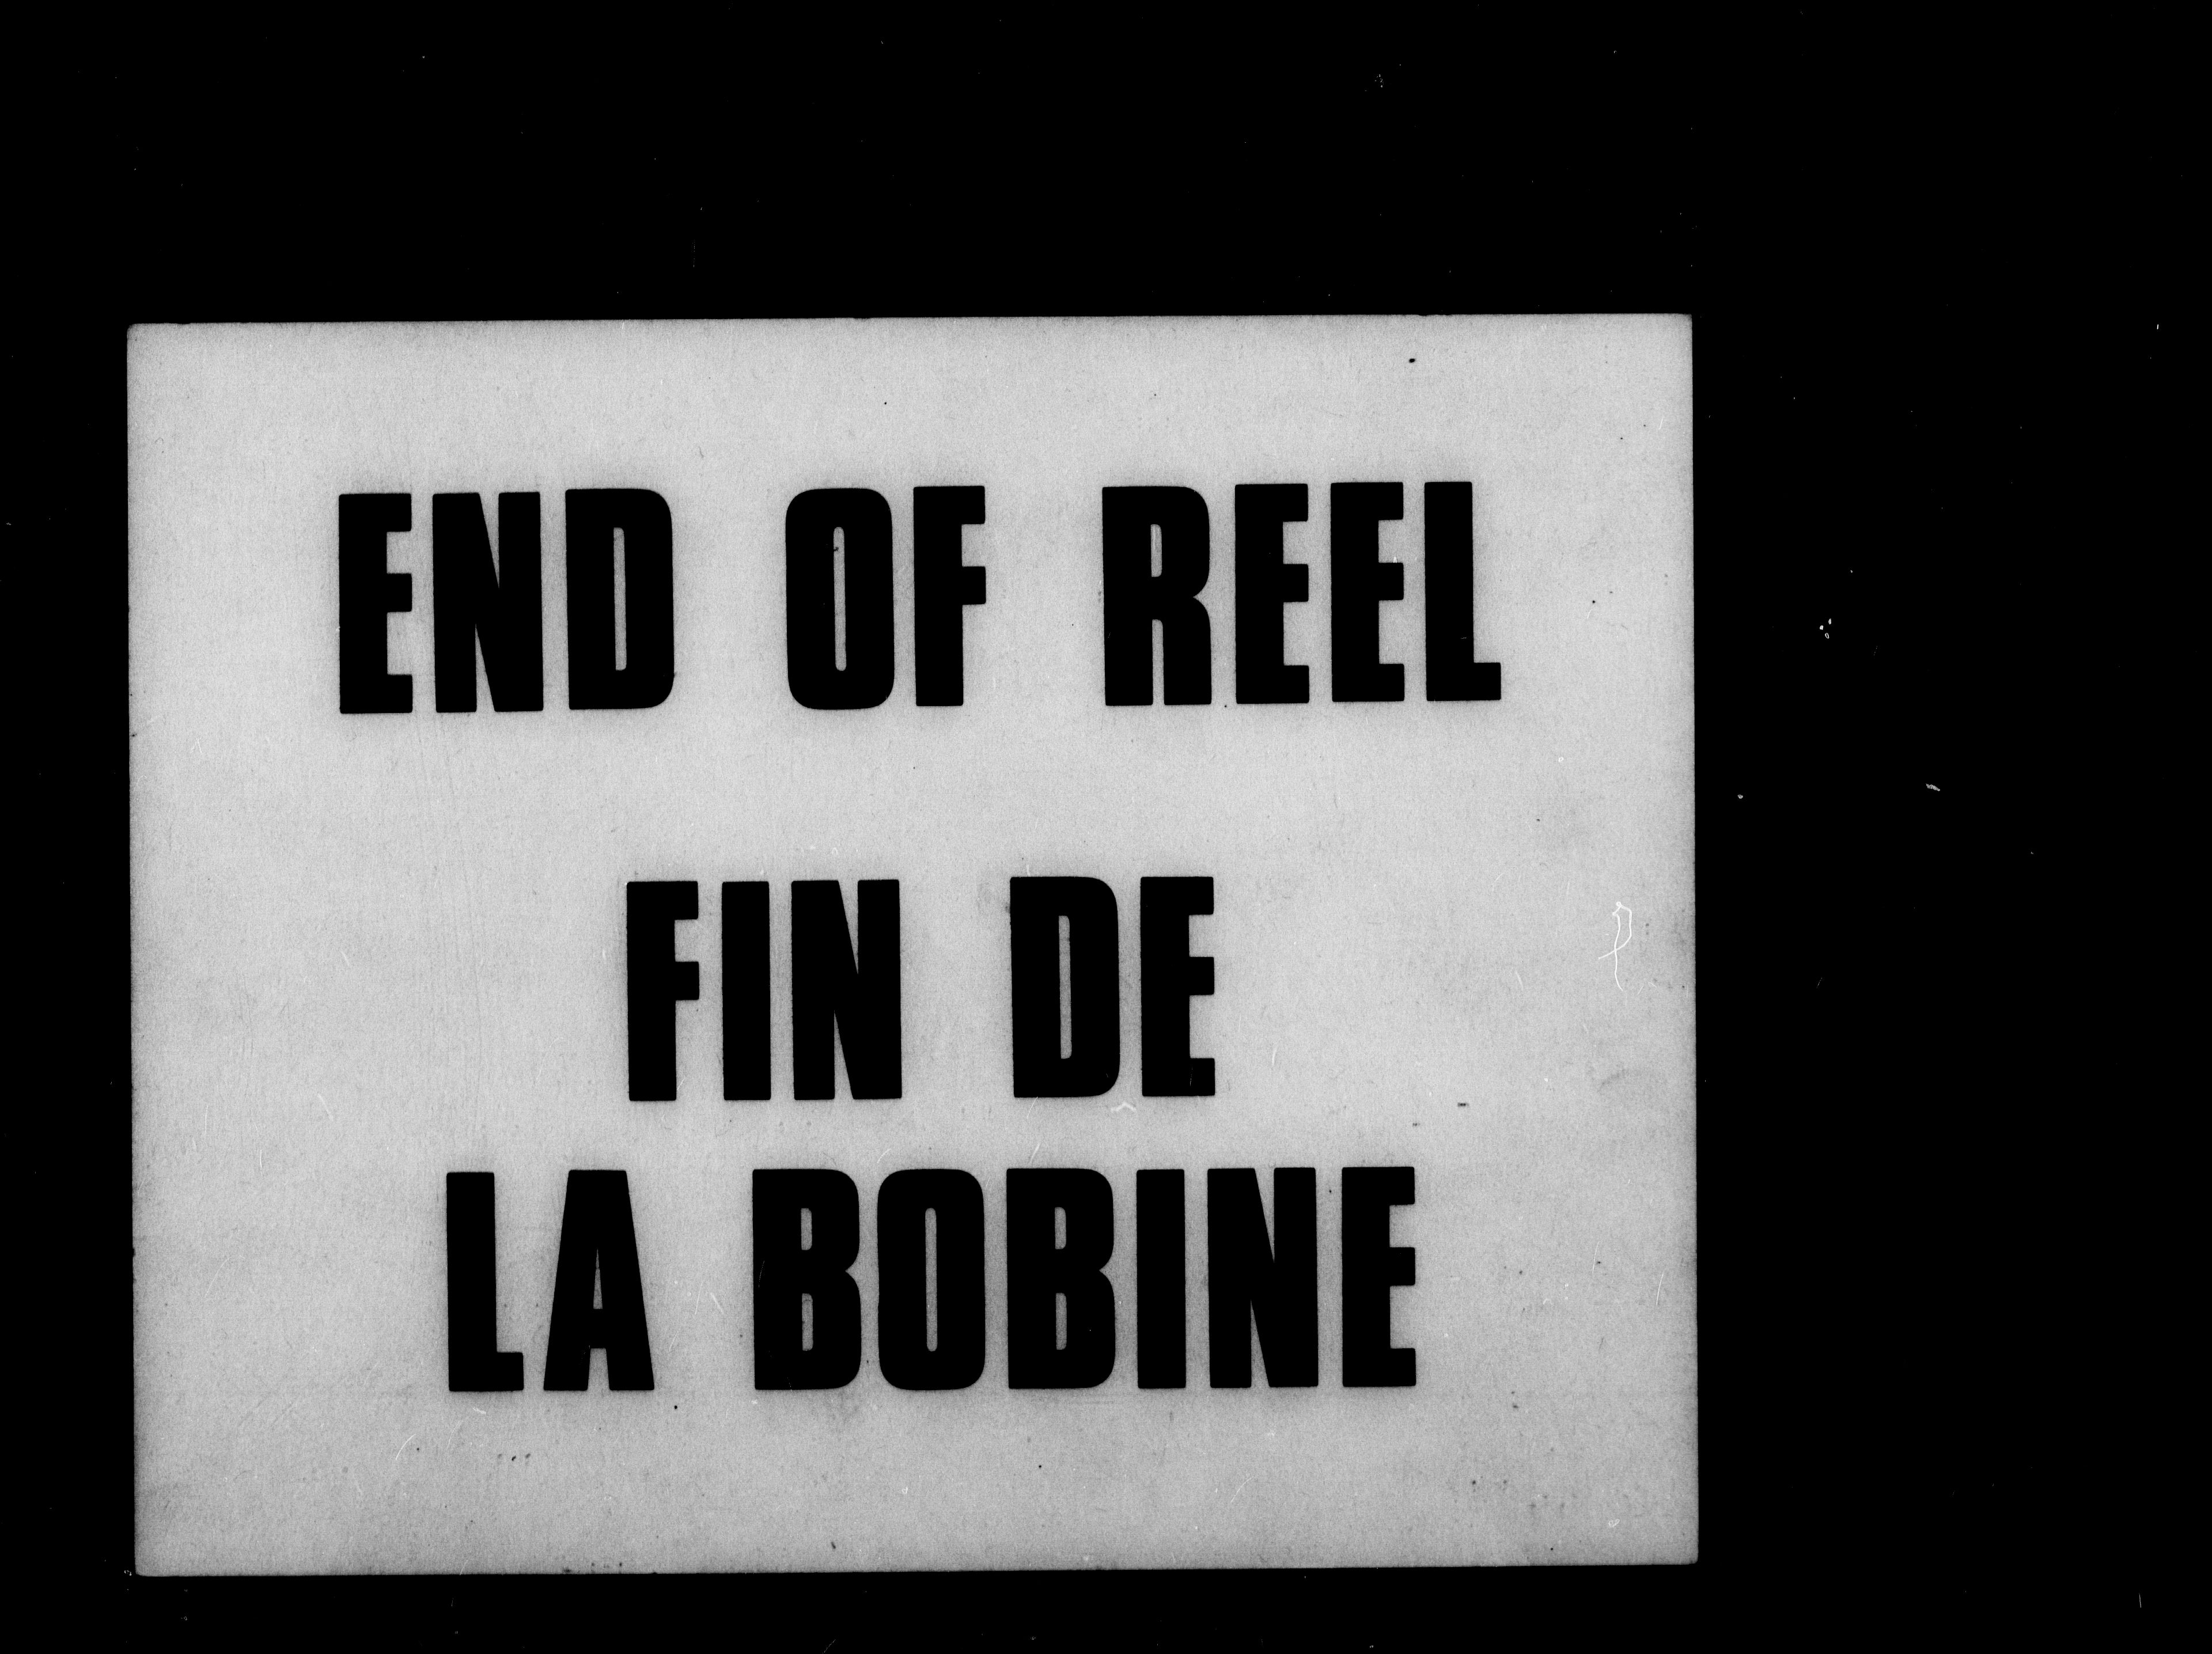 END OF REEL
FIN DE
LA BOBINE